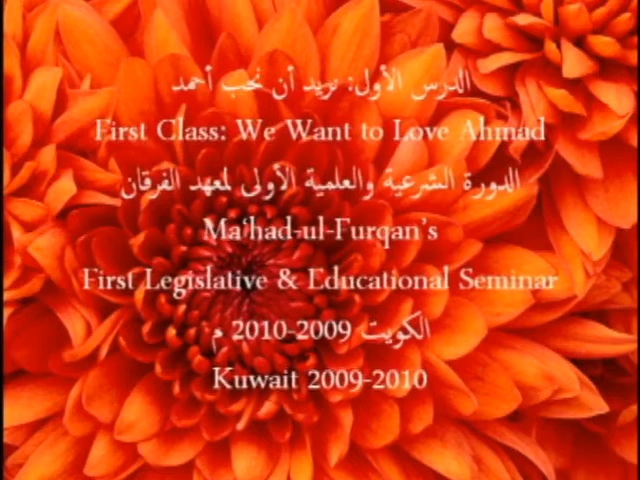 الدرس الأول: نريد أن نحب أحمد
First Class: We Want to Love Ahmad
الدورة الشرعية والعلمية الأولى لمعهد الفرقان
Ma‘had-ul-Furqan’s
First Legislative & Educational Seminar
الكويت 2009-2010 م
Kuwait 2009-2010